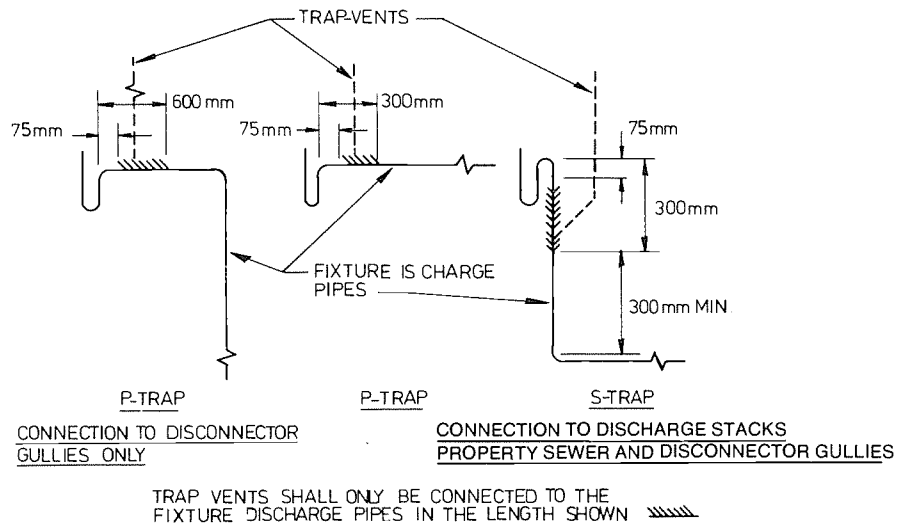 TRAP-VENTS
600mm
300mm
75mm
75mm
75mm
300mm
FIXTURE IS CHARGE
PIPES
300mm MIN.
P-TRAP
P-TRAP
S-TRAP
CONNECTION TO DISCONNECTOR
GULLIES ONLY
CONNECTION TO DISCHARGE STACKS
PROPERTY SEWER AND DISCONNECTOR GULLIES
TRAP VENTS SHALL ONLY BE CONNECTED TO THE
FIXTURE DISCHARGE PIPES IN THE LENGTH SHOWN